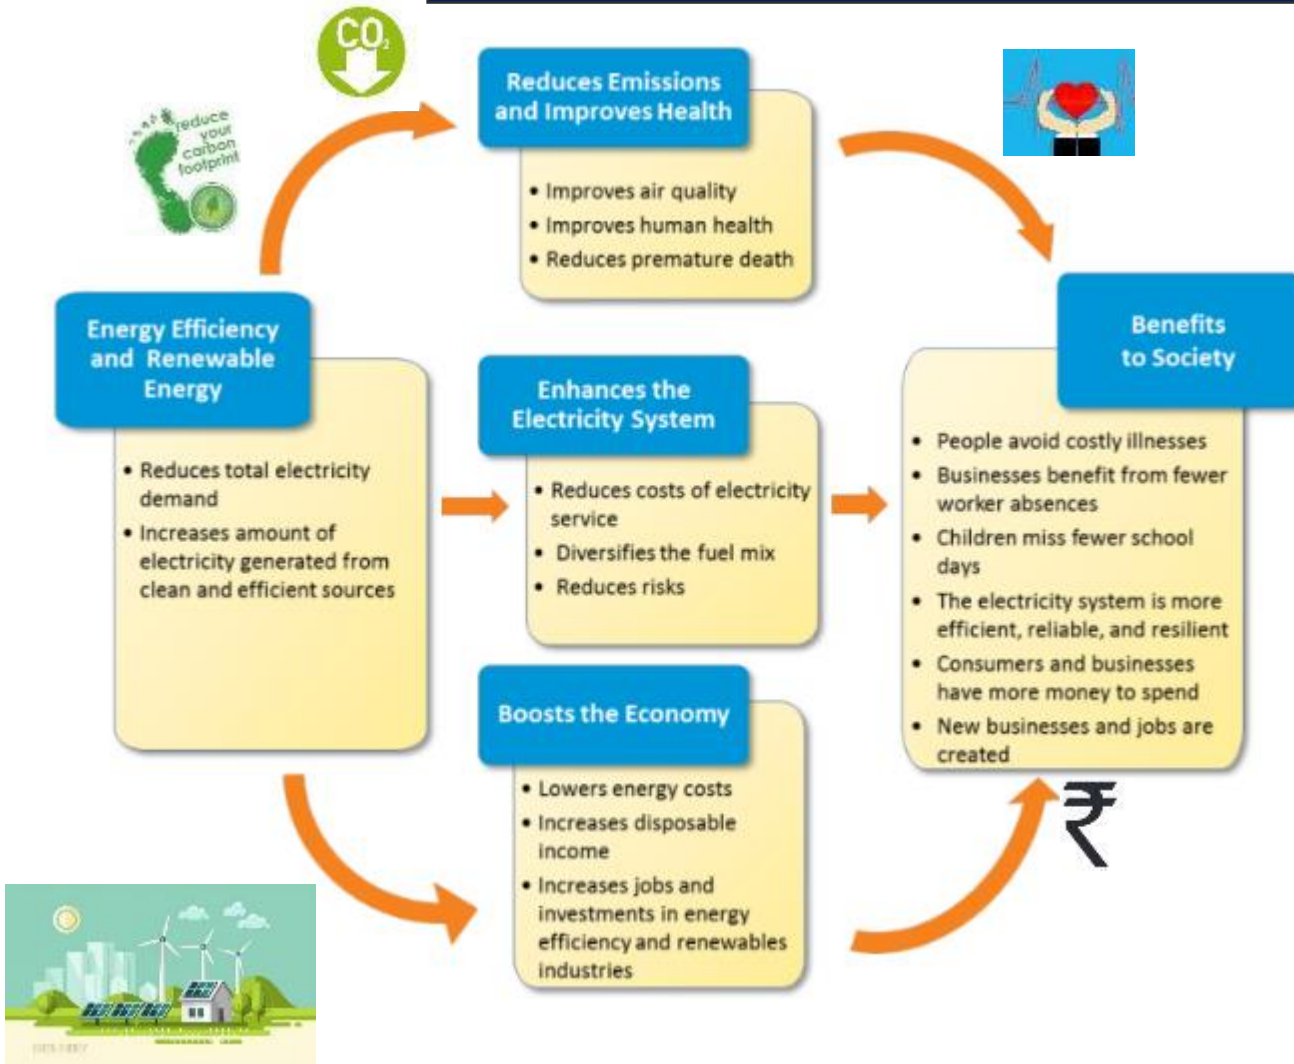 CO₂
reduce
your
carbon
footprint
Reduces Emissions
and Improves Health
• Improves air quality
• Improves human health
• Reduces premature death
Energy Efficiency
and Renewable
Energy
• Reduces total electricity
demand
• Increases amount of
electricity generated from
clean and efficient sources
Enhances the
Electricity System
• Reduces costs of electricity
service
• Diversifies the fuel mix
• Reduces risks
Boosts the Economy
• Lowers energy costs
• Increases disposable
income
• Increases jobs and
investments in energy
efficiency and renewables
industries
Benefits
to Society
• People avoid costly illnesses
• Businesses benefit from fewer
worker absences
• Children miss fewer school
days
• The electricity system is more
efficient, reliable, and resilient
• Consumers and businesses
have more money to spend
• New businesses and jobs are
created
₹